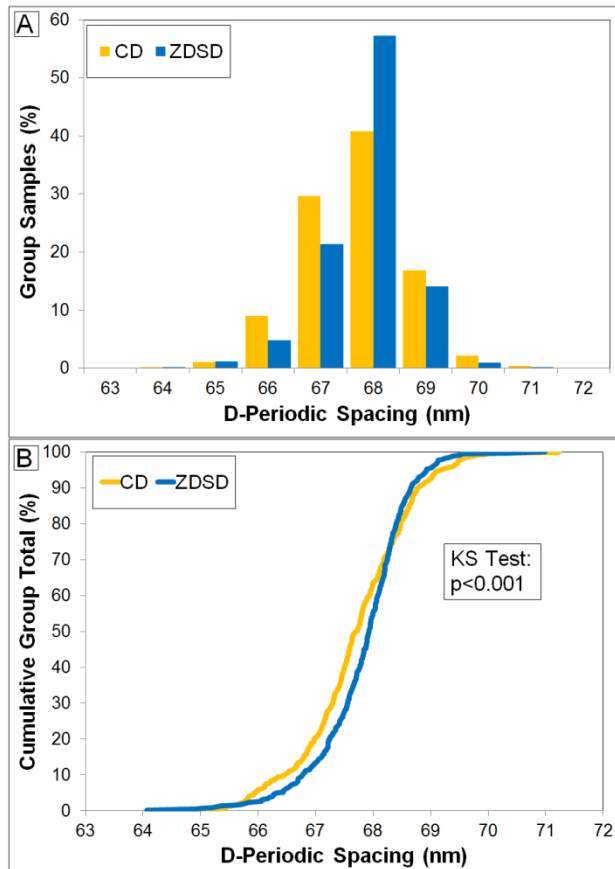 A
CD ZDSD
Group Samples (%)
60
50
40
30
20
10
0
63 64 65 66 67 68 69 70 71 72
D-Periodic Spacing (nm)
B
CD ZDSD
Cumulative Group Total (%)
100
90
80
70
60
50
40
30
20
10
0
KS Test:
p<0.001
63 64 65 66 67 68 69 70 71 72
D-Periodic Spacing (nm)